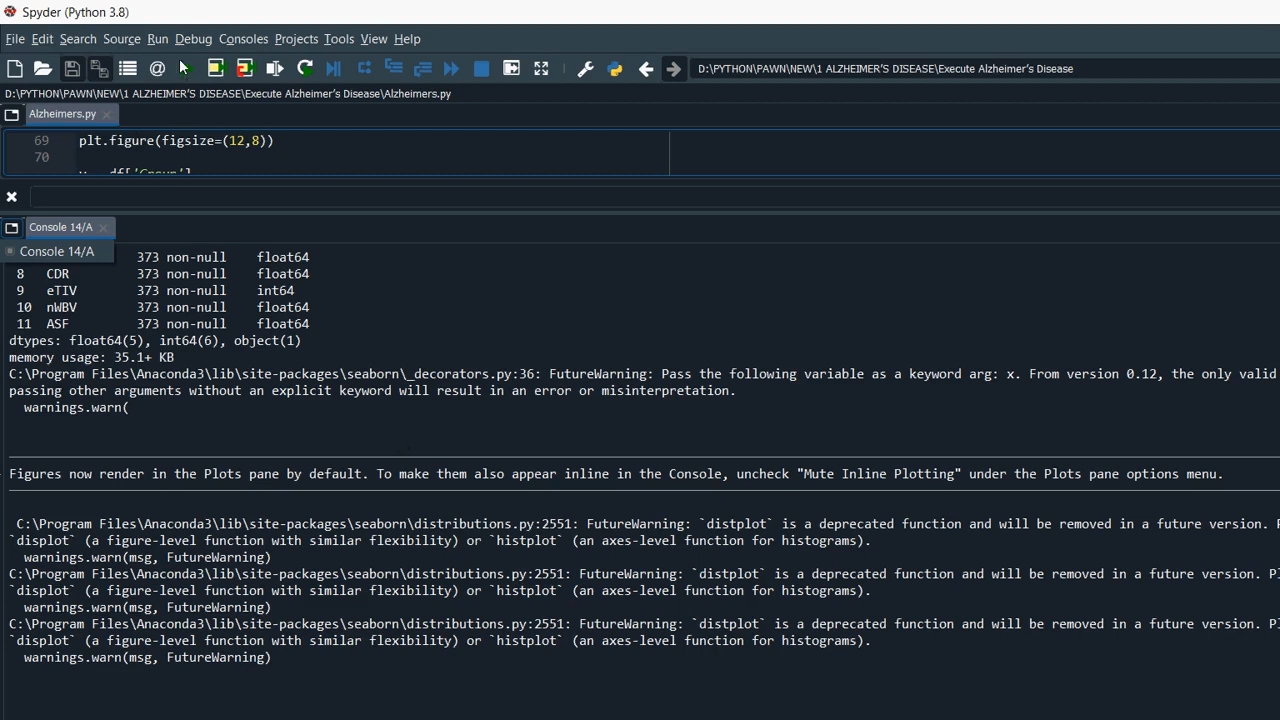 Spyder (Python 3.8)
File Edit Search Source Run Debug Consoles Projects Tools View Help
D:\PYTHON\PAWN\NEW\1 ALZHEIMER'S DISEASE\Execute Alzheimer's Disease
D:\PYTHON\PAWN\NEW\1 ALZHEIMER'S DISEASE\Execute Alzheimer's Disease\Alzheimers.py
Alzheimers.py
69 plt.figure(figsize=(12,8))
70
df['Group']
Console 14/A
Console 14/A
373 non-null float64
8 CDR 373 non-null float64
9 eTIV 373 non-null int64
10 nWBV 373 non-null float64
11 ASF 373 non-null float64
dtypes: float64(5), int64(6), object(1)
memory usage: 35.1+ KB
C:\Program Files\Anaconda3\lib\site-packages\seaborn\_decorators.py:36: FutureWarning: Pass the following variable as a keyword arg: x. From version 0.12, the only valid
passing other arguments without an explicit keyword will result in an error or misinterpretation.
warnings.warn(
Figures now render in the Plots pane by default. To make them also appear inline in the Console, uncheck "Mute Inline Plotting" under the Plots pane options menu.
C:\Program Files\Anaconda3\lib\site-packages\seaborn\distributions.py:2551: FutureWarning: `distplot` is a deprecated function and will be removed in a future version.
`displot` (a figure-level function with similar flexibility) or `histplot` (an axes-level function for histograms).
warnings.warn(msg, FutureWarning)
C:\Program Files\Anaconda3\lib\site-packages\seaborn\distributions.py:2551: FutureWarning: `distplot` is a deprecated function and will be removed in a future version.
`displot` (a figure-level function with similar flexibility) or `histplot` (an axes-level function for histograms).
warnings.warn(msg, FutureWarning)
C:\Program Files\Anaconda3\lib\site-packages\seaborn\distributions.py:2551: FutureWarning: `distplot` is a deprecated function and will be removed in a future version.
`displot` (a figure-level function with similar flexibility) or `histplot` (an axes-level function for histograms).
warnings.warn(msg, FutureWarning)